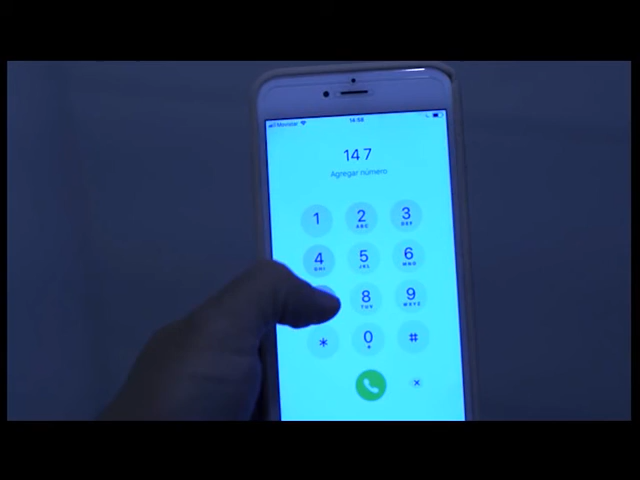 Movistar 14:58
147
Agregar número
1 2 3
ABC DEF
4 5 6
GHI JKL MNO
8 9
TUV WXYZ
* 0 #
+